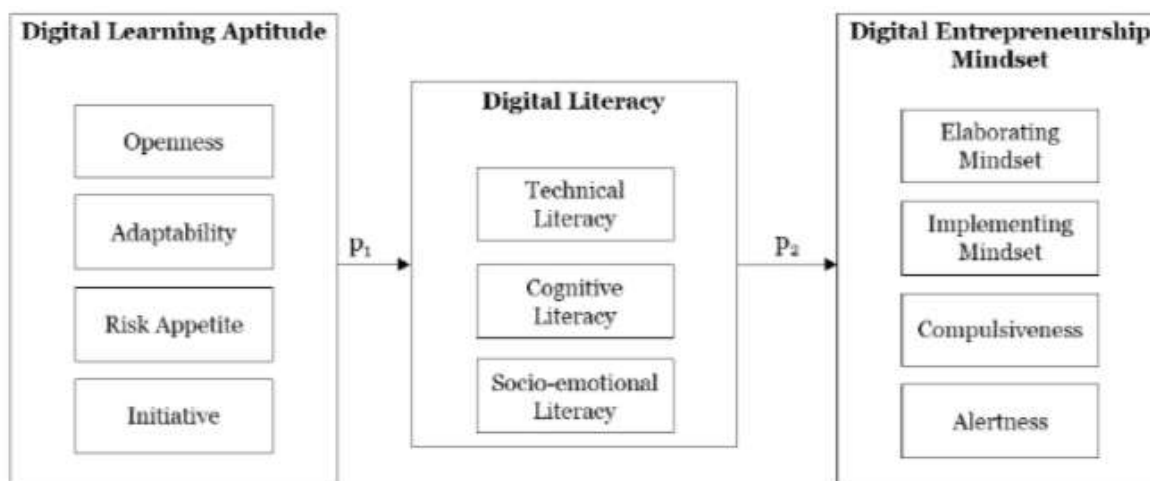 Digital Learning Aptitude
Openness
Adaptability
Risk Appetite
Initiative
p₁
Digital Literacy
Technical
Literacy
Cognitive
Literacy
Socio-emotional
Literacy
p₂
Digital Entrepreneurship
Mindset
Elaborating
Mindset
Implementing
Mindset
Compulsiveness
Alertness